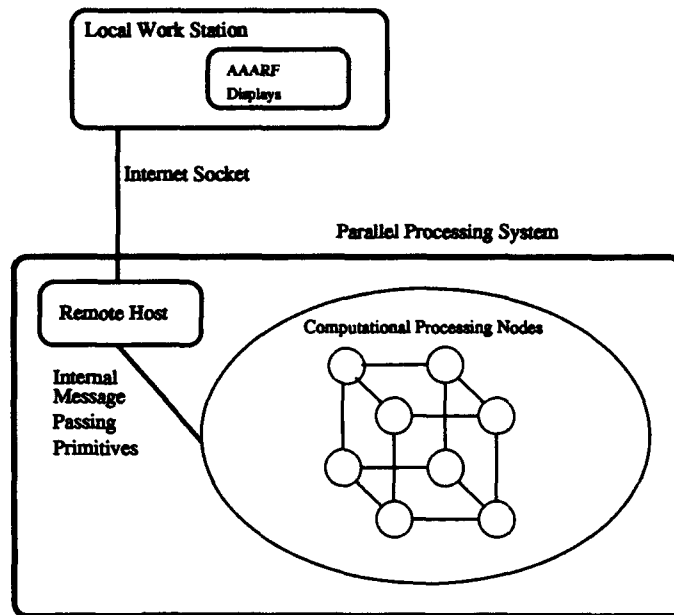 Local Work Station
AAARF
Displays
Internet Socket
Parallel Processing System
Remote Host
Computational Processing Nodes
Internal
Message
Passing
Primitives